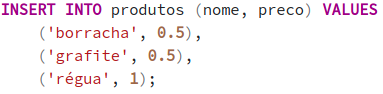 INSERT INTO produtos (nome, preco) VALUES
    ('borracha', 0.5),
    ('grafite', 0.5),
    ('régua', 1);